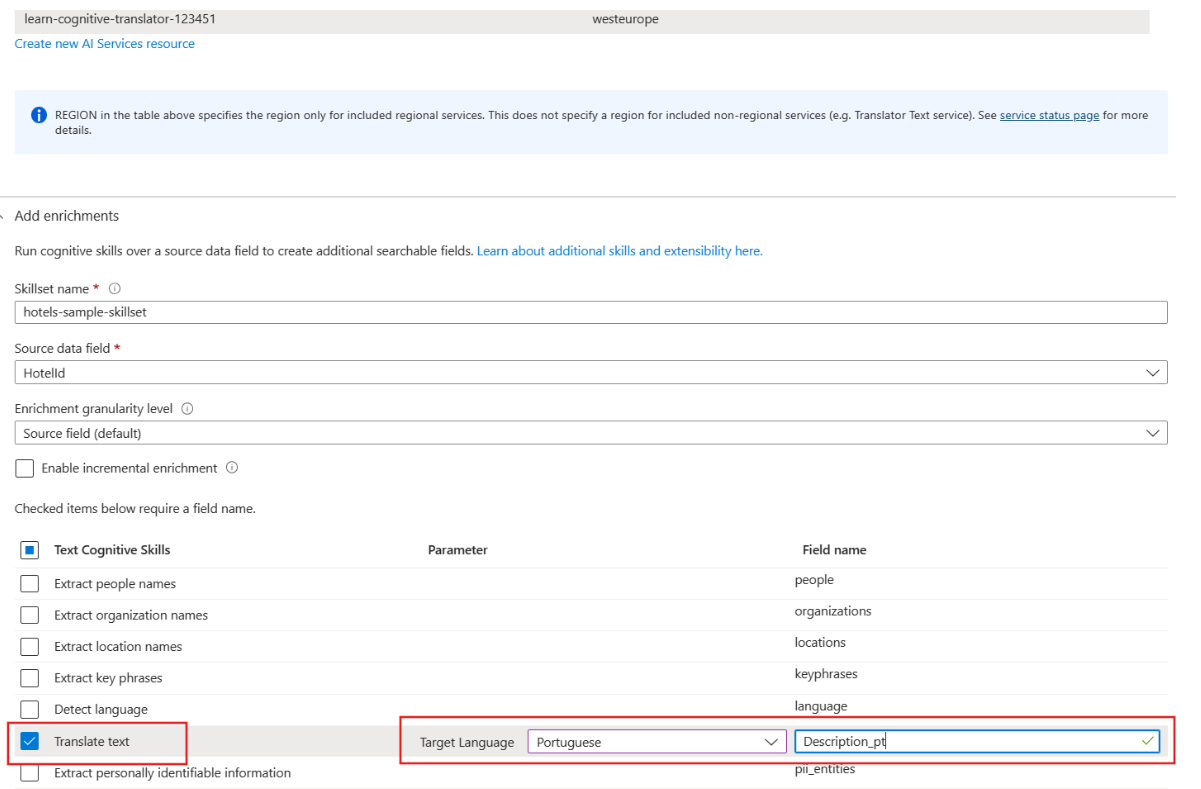 learn-cognitive-translator-123451 westeurope
Create new AI Services resource
REGION in the table above specifies the region only for included regional services. This does not specify a region for included non-regional services (e.g. Translator Text service). See service status page for more
details.
Add enrichments
Run cognitive skills over a source data field to create additional searchable fields. Learn about additional skills and extensibility here.
Skillset name *
hotels-sample-skillset
Source data field *
HotelId
Enrichment granularity level
Source field (default)
Enable incremental enrichment
Checked items below require a field name.
Text Cognitive Skills Parameter Field name
Extract people names people
Extract organization names organizations
Extract location names locations
Extract key phrases keyphrases
Detect language language
Translate text Target Language Portuguese Description_pt
Extract personally identifiable information pii_entities